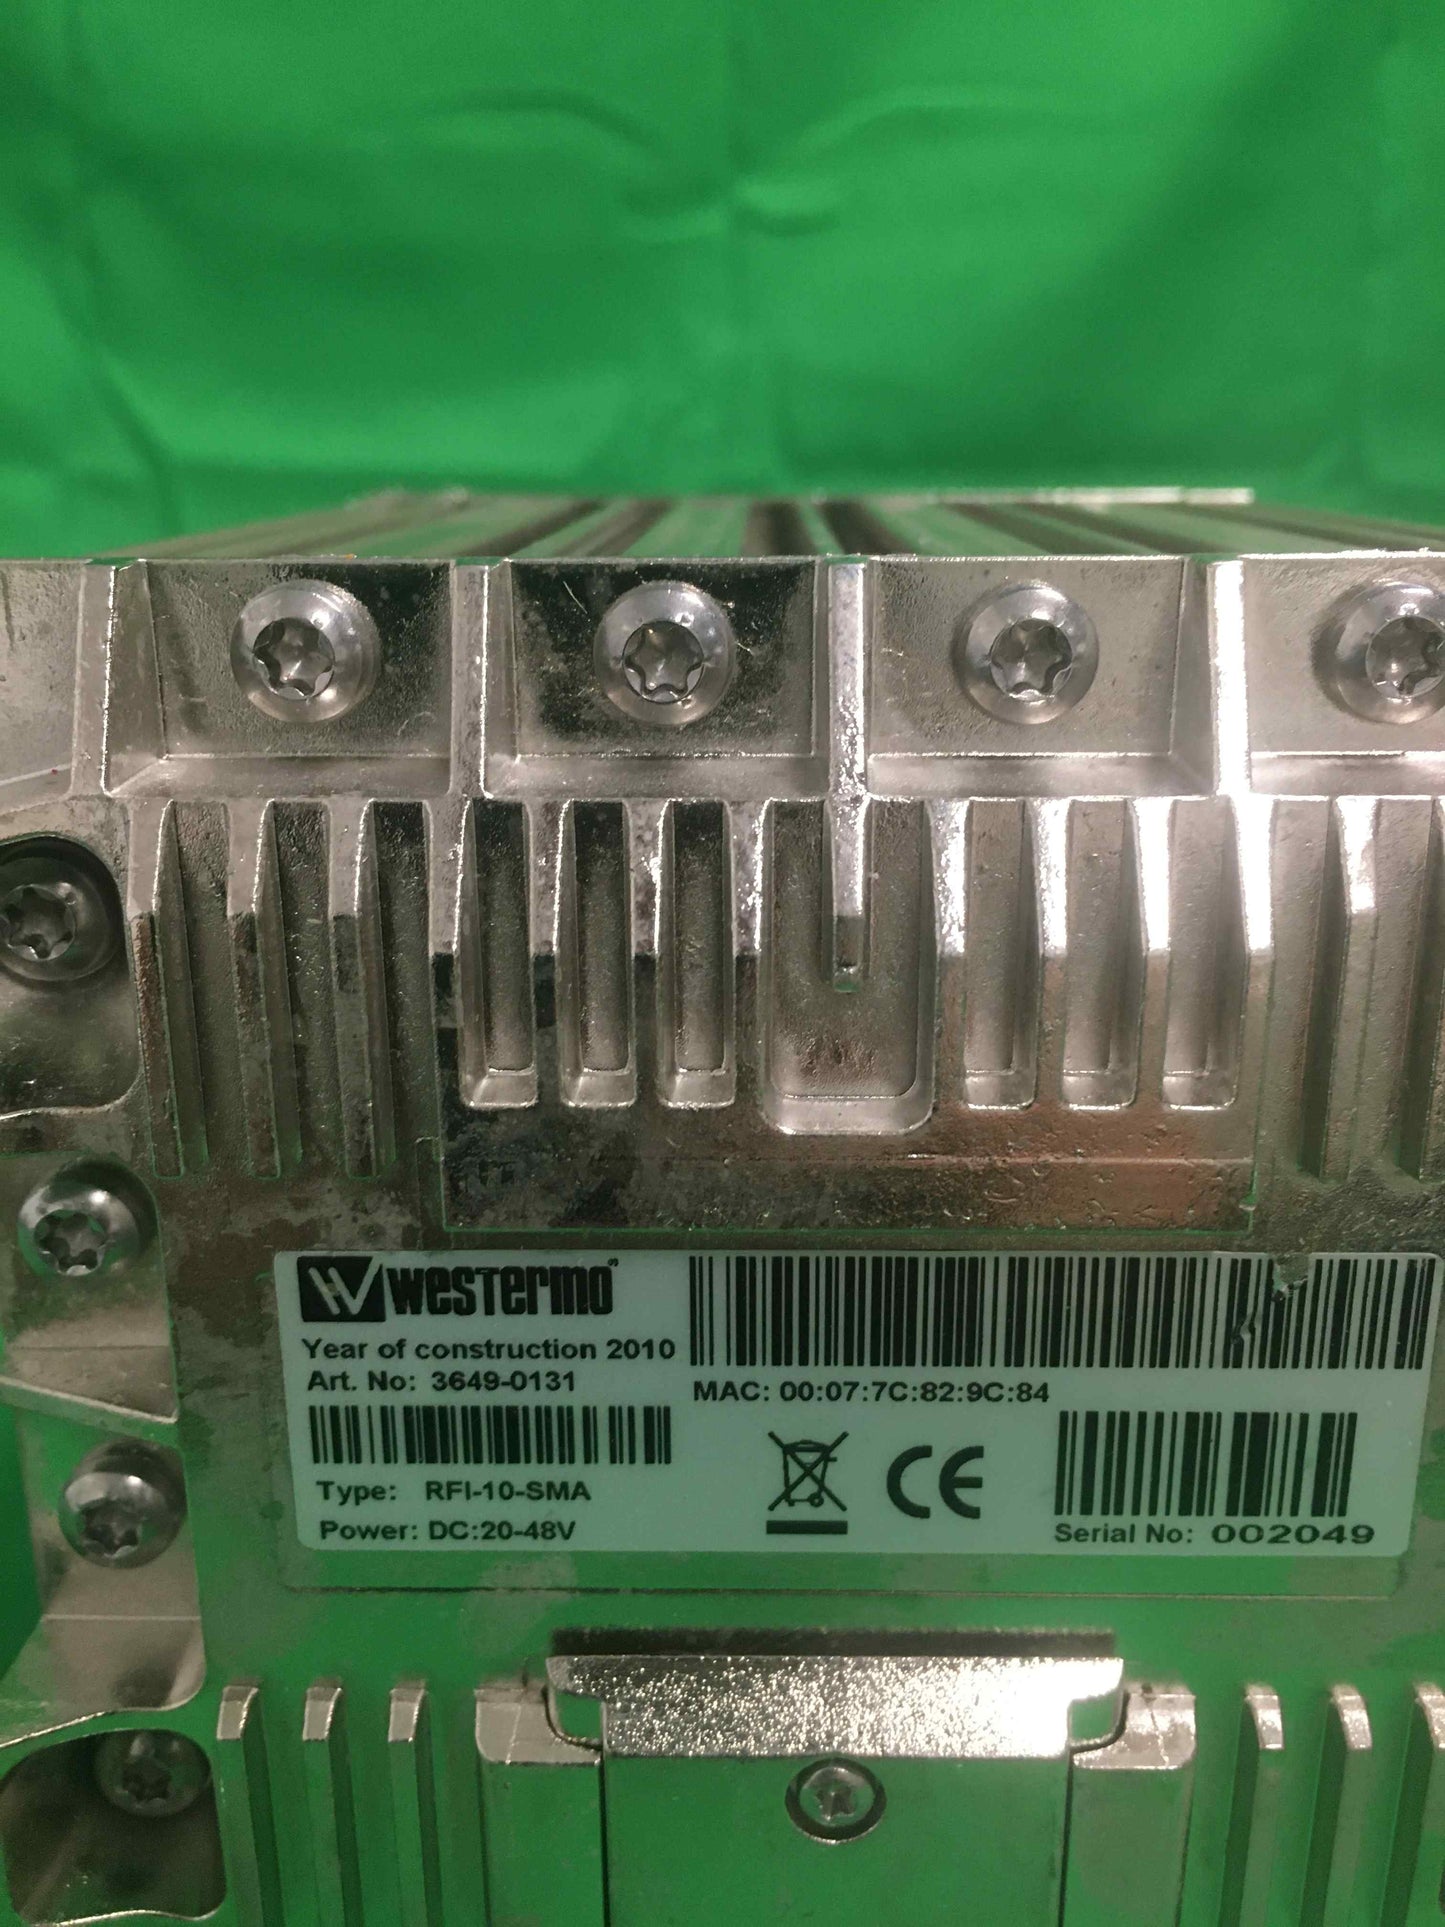 westermo
Year of construction 2010
Art. No: 3649-0131
MAC: 00:07:7C:82:9C:84
Type: RFI-10-SMA
Power: DC:20-48V
CE
Serial No: 002049